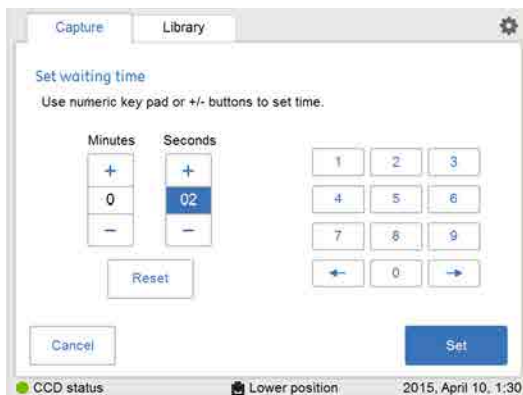 Capture Library
Set waiting time
Use numeric key pad or +/- buttons to set time.
Minutes Seconds
+ + 1 2 3
0 02 4 5 6
− − 7 8 9
Reset ← 0 →
Cancel Set
CCD status Lower position 2015, April 10, 1:30